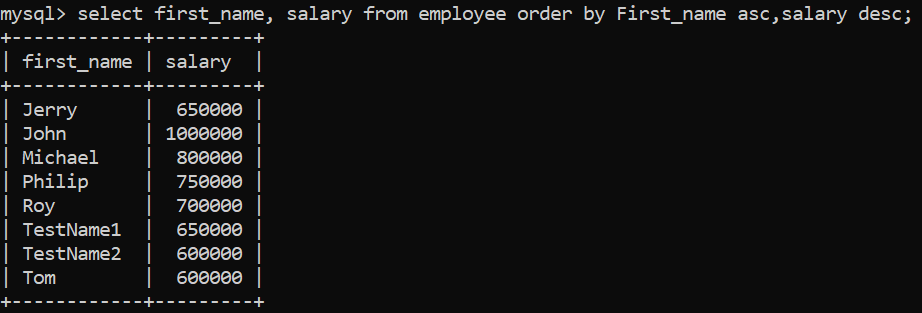 mysql> select first_name, salary from employee order by First_name asc,salary desc;
+------------+---------+
| first_name | salary  |
+------------+---------+
| Jerry      |  650000 |
| John       | 1000000 |
| Michael    |  800000 |
| Philip     |  750000 |
| Roy        |  700000 |
| TestName1  |  650000 |
| TestName2  |  600000 |
| Tom        |  600000 |
+------------+---------+